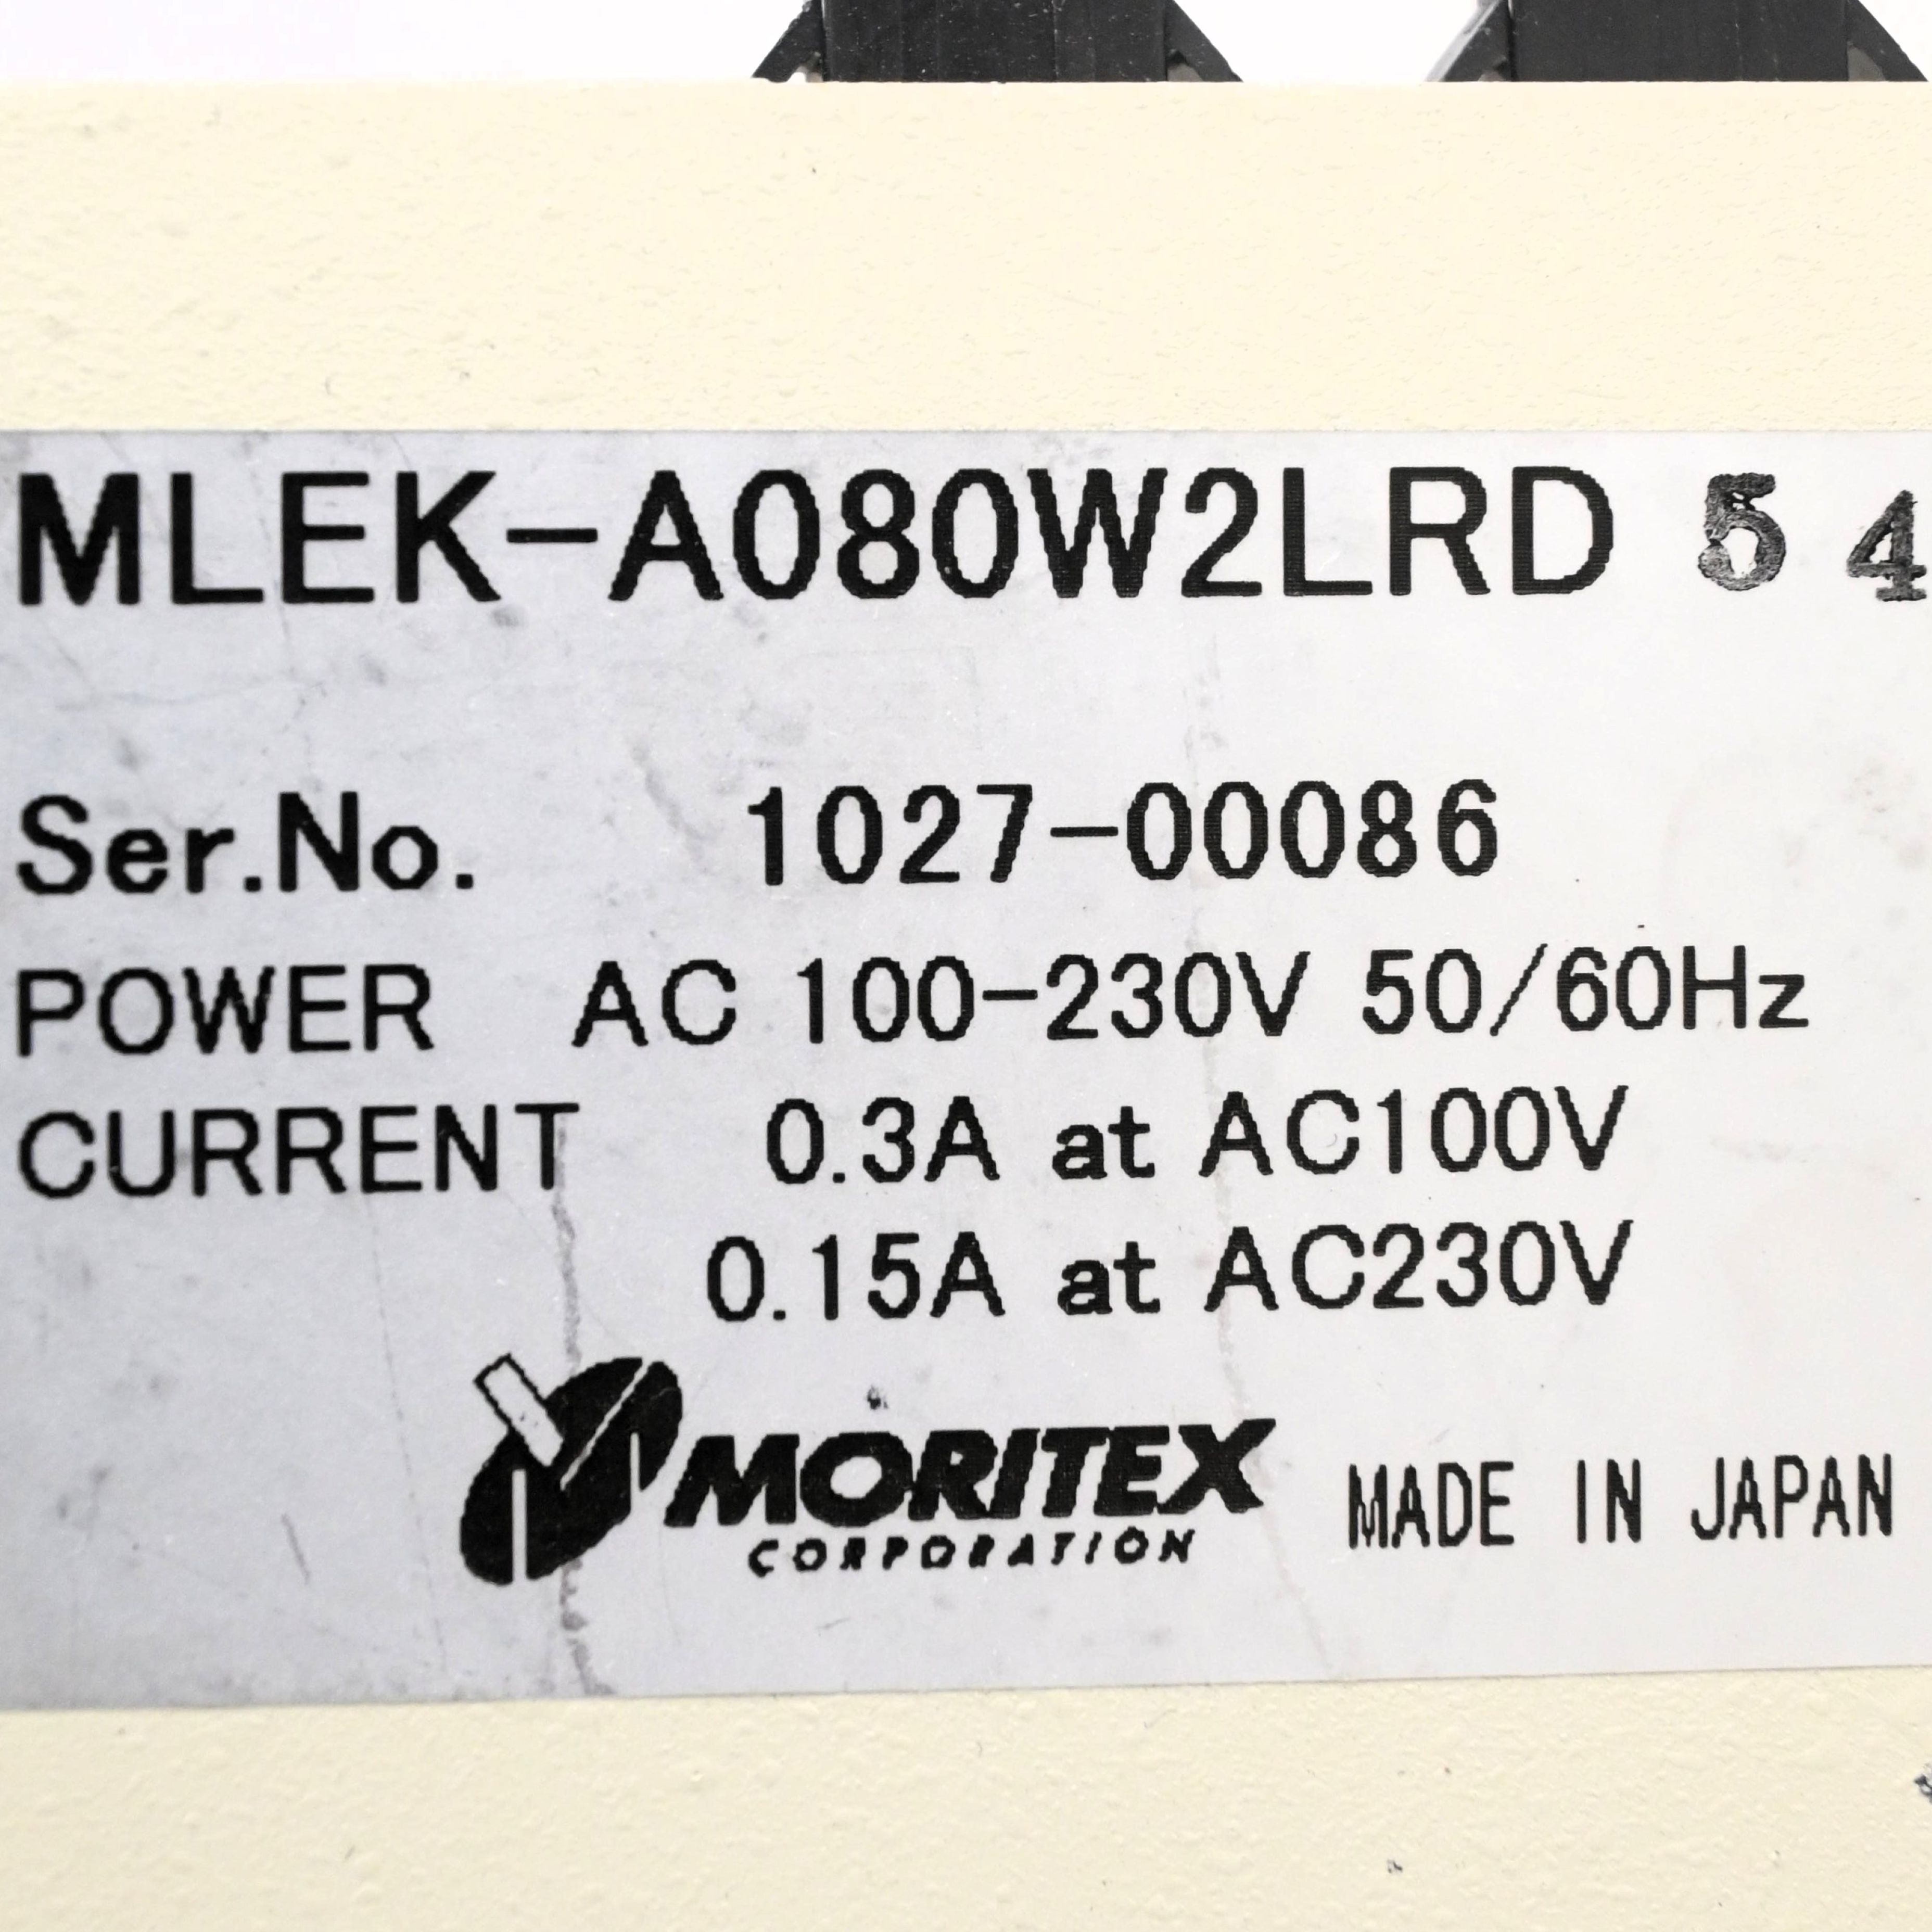 MLEK-A080W2LRD 54
Ser.No. 1027-00086
POWER AC 100-230V 50/60Hz
CURRENT 0.3A at AC100V
0.15A at AC230V
MORITEX
CORPORATION
MADE IN JAPAN